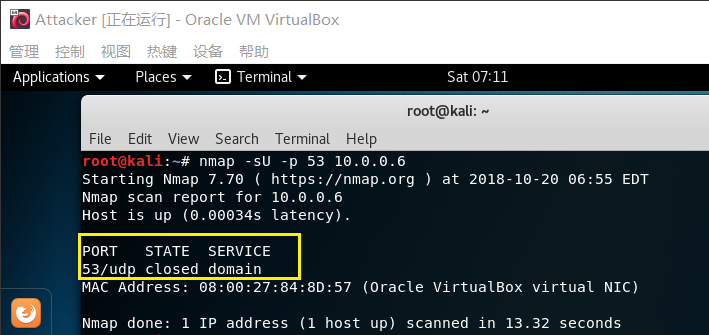 Attacker [正在运行] - Oracle VM VirtualBox
管理 控制 视图 热键 设备 帮助
Applications Places Terminal Sat 07:11
root@kali: ~
File Edit View Search Terminal Help
root@kali:~# nmap -sU -p 53 10.0.0.6
Starting Nmap 7.70 ( https://nmap.org ) at 2018-10-20 06:55 EDT
Nmap scan report for 10.0.0.6
Host is up (0.00034s latency).
PORT STATE SERVICE
53/udp closed domain
MAC Address: 08:00:27:84:8D:57 (Oracle VirtualBox virtual NIC)
Nmap done: 1 IP address (1 host up) scanned in 13.32 seconds